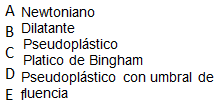 A Newtoniano
B Dilatante
C Pseudoplástico
D Platico de Bingham
E Pseudoplástico con umbral de
fluencia